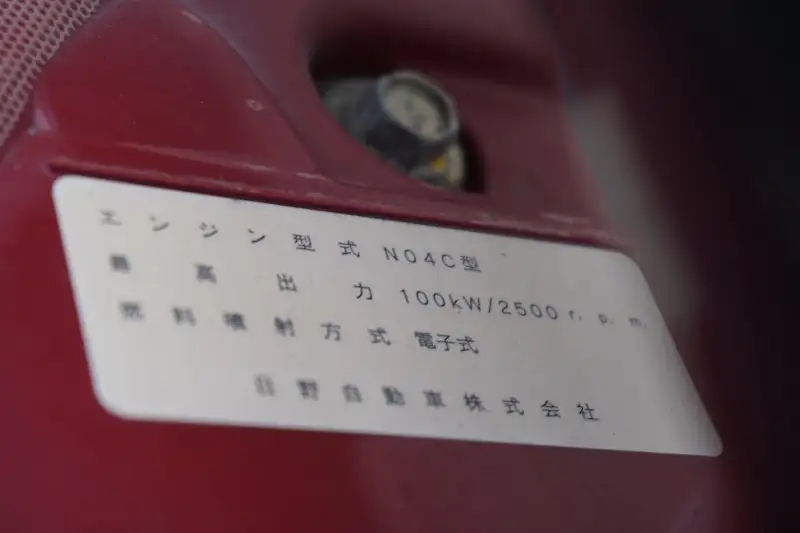 エンジン型式 N04C型
最高出力 100kW/2500r.p.m.
燃料噴射方式 電子式
日野自動車株式会社